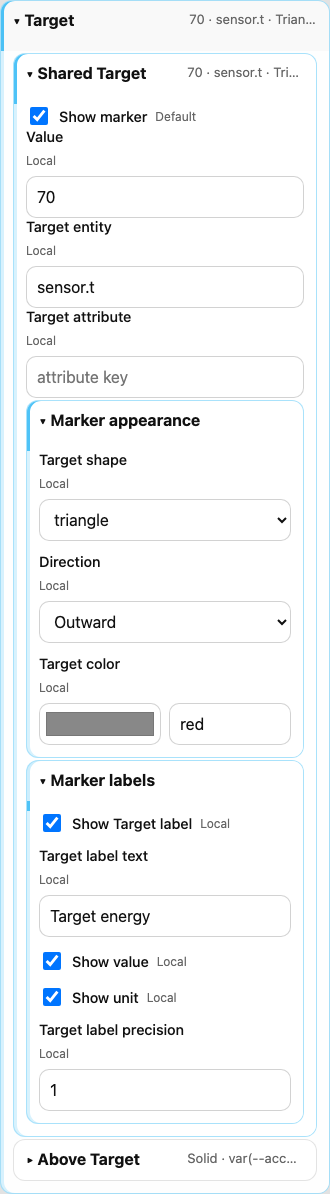 Target 70 · sensor.t · Trian…
Shared Target 70 · sensor.t · Tri…
Show marker Default
Value
Local
70
Target entity
Local
sensor.t
Target attribute
Local
attribute key
Marker appearance
Target shape
Local
triangle
Direction
Local
Outward
Target color
Local
red
Marker labels
Show Target label Local
Target label text
Local
Target energy
Show value Local
Show unit Local
Target label precision
Local
1
Above Target Solid · var(--acc…